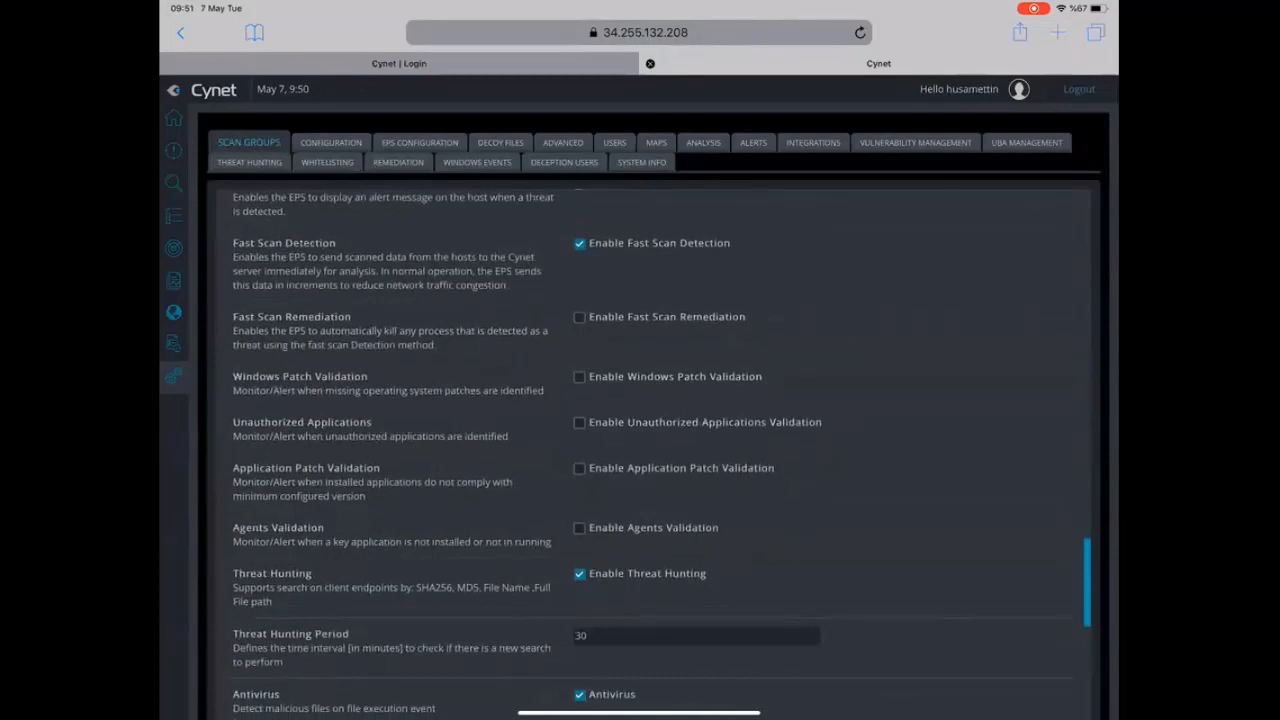 09:51 7 May Tue
%67
34.255.132.208
Cynet | Login
Cynet
Cynet
May 7, 9:50
Hello husamettin
Logout
SCAN GROUPS CONFIGURATION EPS CONFIGURATION DECOY FILES ADVANCED USERS MAPS ANALYSIS ALERTS INTEGRATIONS VULNERABILITY MANAGEMENT UBA MANAGEMENT
THREAT HUNTING WHITELISTING REMEDIATION WINDOWS EVENTS DECEPTION USERS SYSTEM INFO
Enables the EPS to display an alert message on the host when a threat
is detected.
Fast Scan Detection
Enable Fast Scan Detection
Enables the EPS to send scanned data from the hosts to the Cynet
server immediately for analysis. In normal operation, the EPS sends
this data in increments to reduce network traffic congestion.
Fast Scan Remediation
Enable Fast Scan Remediation
Enables the EPS to automatically kill any process that is detected as a
threat using the fast scan Detection method.
Windows Patch Validation
Enable Windows Patch Validation
Monitor/Alert when missing operating system patches are identified
Unauthorized Applications
Enable Unauthorized Applications Validation
Monitor/Alert when unauthorized applications are identified
Application Patch Validation
Enable Application Patch Validation
Monitor/Alert when installed applications do not comply with
minimum configured version
Agents Validation
Enable Agents Validation
Monitor/Alert when a key application is not installed or not in running
Threat Hunting
Enable Threat Hunting
Supports search on client endpoints by: SHA256, MD5, File Name ,Full
File path
Threat Hunting Period
30
Defines the time interval [in minutes] to check if there is a new search
to perform
Antivirus
Antivirus
Detect malicious files on file execution event